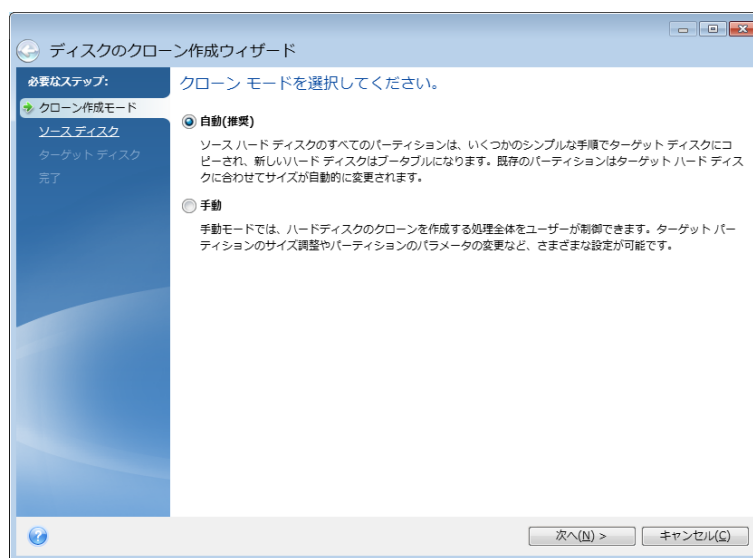 ディスクのクローン作成ウィザード
必要なステップ:
クローン作成モード
ソース ディスク
ターゲット ディスク
完了
クローン モードを選択してください。
自動(推奨)
ソース ハード ディスクのすべてのパーティションは、いくつかのシンプルな手順でターゲット ディスクにコ
ピーされ、新しいハード ディスクはブータブルになります。既存のパーティションはターゲット ハード ディス
クに合わせてサイズが自動的に変更されます。
手動
手動モードでは、ハードディスクのクローンを作成する処理全体をユーザーが制御できます。ターゲット パー
ティションのサイズ調整やパーティションのパラメータの変更など、さまざまな設定が可能です。
次へ(N) >
キャンセル(C)